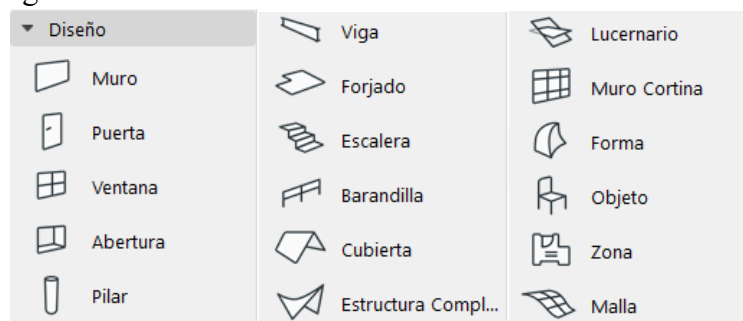 Diseño
Muro
Puerta
Ventana
Abertura
Pilar
Viga
Forjado
Escalera
Barandilla
Cubierta
Estructura Compl...
Lucernario
Muro Cortina
Forma
Objeto
Zona
Malla